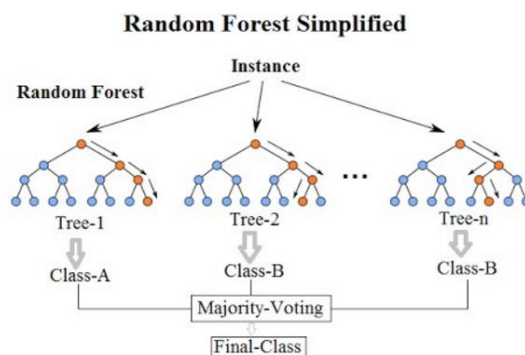 Random Forest Simplified
Instance
Random Forest
...
Tree-1
Tree-2
Tree-n
Class-A
Class-B
Class-B
Majority-Voting
Final-Class